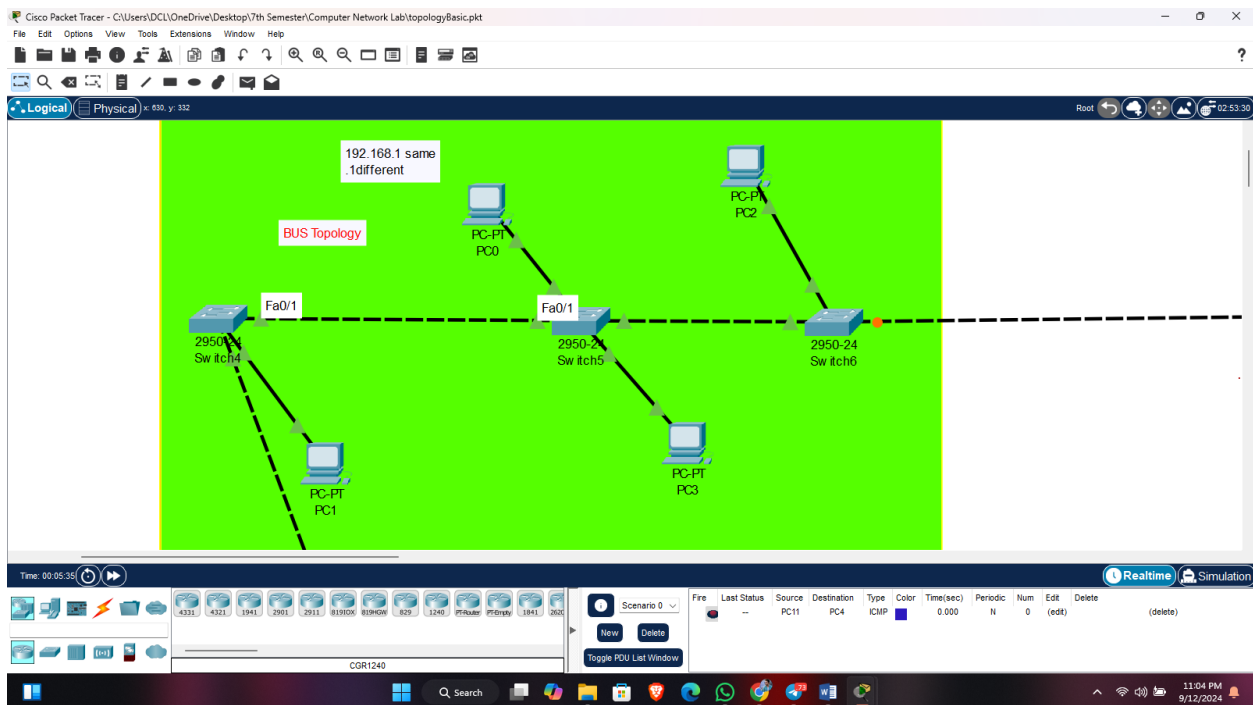 Cisco Packet Tracer - C:\Users\DCL\OneDrive\Desktop\7th Semester\Computer Network Lab\topologyBasic.pkt
File Edit Options View Tools Extensions Window Help
?
Logical Physical x: 630, y: 332 Root 02:53:30
192.168.1 same
.1different
BUS Topology
PC-PT
PC0
PC-PT
PC2
Fa0/1
Fa0/1
2950-24
Switch4
2950-24
Switch5
2950-24
Switch6
PC-PT
PC1
PC-PT
PC3
Time: 00:05:35 Realtime Simulation
4331 4321 1941 2901 2911 819IOX 819HGW 829 1240 PT-Router PT-Empty 1841 262
CGR1240
Scenario 0
New Delete
Toggle PDU List Window
Fire Last Status Source Destination Type Color Time(sec) Periodic Num Edit Delete
-- PC11 PC4 ICMP 0.000 N 0 (edit) (delete)
Search
73
11:04 PM
9/12/2024